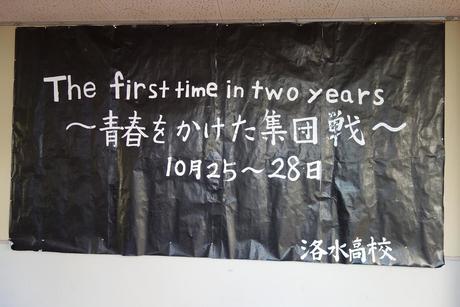 The first time in two years
～青春をかけた集団戦～
10月25～28日
洛水高校